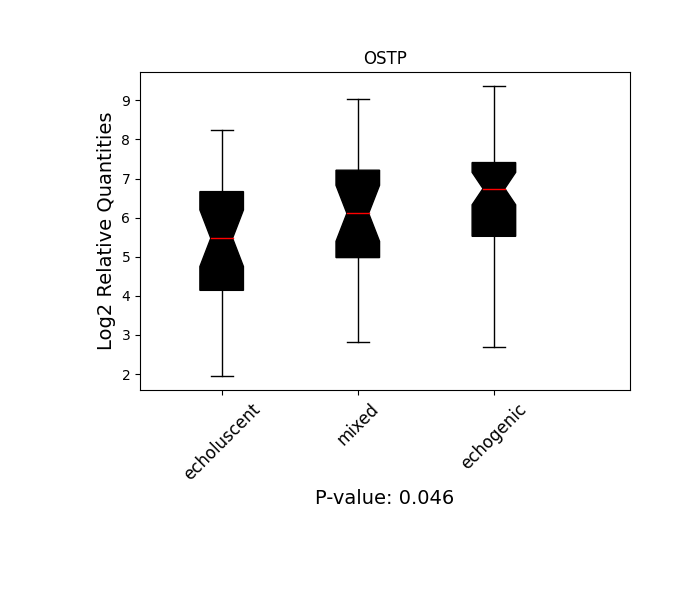 OSTP
Log2 Relative Quantities
9
8
7
6
5
4
3
2
echoluscent
mixed
echogenic
P-value: 0.046